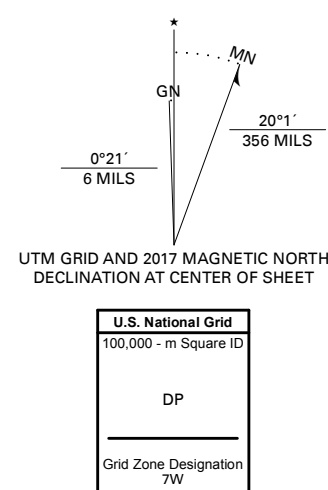 ★
MN
GN
20°1´
356 MILS
0°21´
6 MILS
UTM GRID AND 2017 MAGNETIC NORTH
DECLINATION AT CENTER OF SHEET
U.S. National Grid
100,000 - m Square ID
DP
Grid Zone Designation
7W